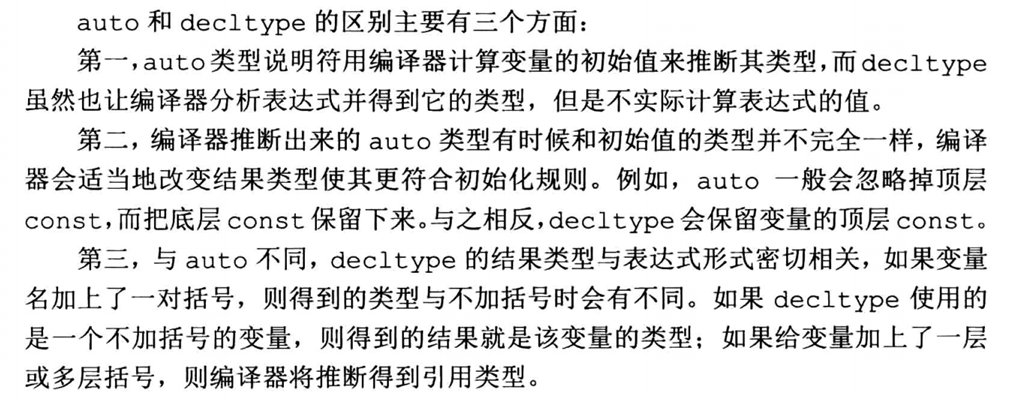 auto 和 decltype 的区别主要有三个方面：
第一，auto类型说明符用编译器计算变量的初始值来推断其类型，而decltype
虽然也让编译器分析表达式并得到它的类型，但是不实际计算表达式的值。
第二，编译器推断出来的 auto 类型有时候和初始值的类型并不完全一样，编译
器会适当地改变结果类型使其更符合初始化规则。例如，auto 一般会忽略掉顶层
const，而把底层 const 保留下来。与之相反，decltype 会保留变量的顶层 const。
第三，与 auto 不同，decltype 的结果类型与表达式形式密切相关，如果变量
名加上了一对括号，则得到的类型与不加括号时会有不同。如果 decltype 使用的
是一个不加括号的变量，则得到的结果就是该变量的类型；如果给变量加上了一层
或多层括号，则编译器将推断得到引用类型。